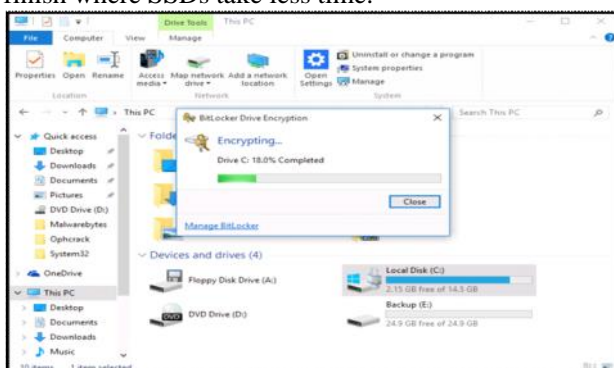 finish where SSDs take less time.
Drive Tools This PC
File Computer View Manage
Properties Open Rename
Access media Map network drive Add a network location
Open Settings
Uninstall or change a program
System properties
Manage
Location Network System
This PC
Search This PC
Quick access
Desktop
Downloads
Documents
Pictures
DVD Drive (D:)
Malwarebytes
Ophcrack
System32
OneDrive
This PC
Desktop
Documents
Downloads
Music
Folde
BitLocker Drive Encryption
Encrypting...
Drive C: 18.0% Completed
Close
Manage BitLocker
Devices and drives (4)
Floppy Disk Drive (A:)
Local Disk (C:)
2.15 GB free of 14.5 GB
DVD Drive (D:)
Backup (E:)
24.9 GB free of 24.9 GB
10 items 1 item selected